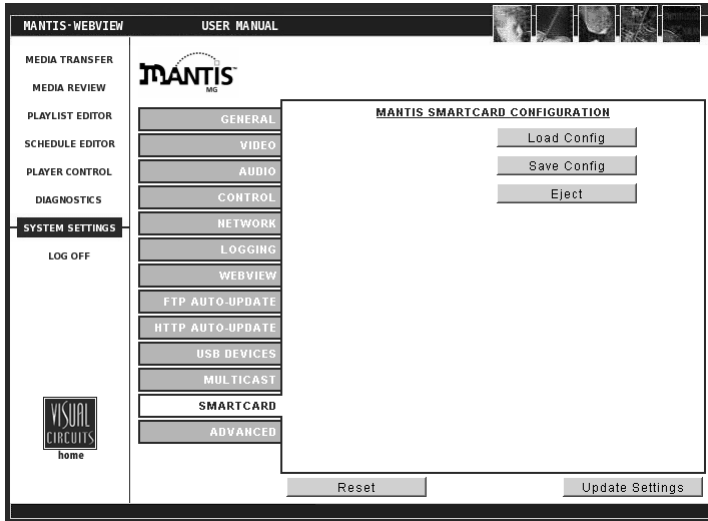 MANTIS-WEBVIEW USER MANUAL
MEDIA TRANSFER
MEDIA REVIEW
PLAYLIST EDITOR
SCHEDULE EDITOR
PLAYER CONTROL
DIAGNOSTICS
SYSTEM SETTINGS
LOG OFF
VISUAL
CIRCUITS
home
MANTIS
MG
GENERAL
VIDEO
AUDIO
CONTROL
NETWORK
LOGGING
WEBVIEW
FTP AUTO-UPDATE
HTTP AUTO-UPDATE
USB DEVICES
MULTICAST
SMARTCARD
ADVANCED
MANTIS SMARTCARD CONFIGURATION
Load Config
Save Config
Eject
Reset
Update Settings